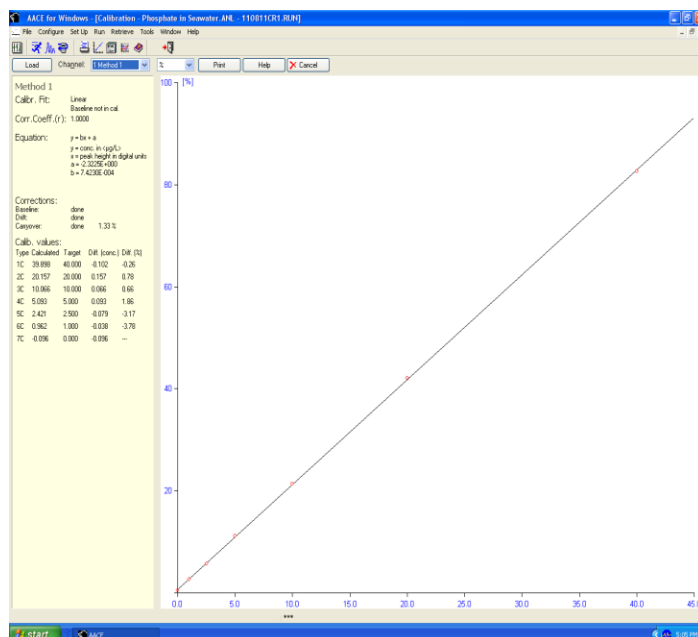 AACE for Windows - [Calibration - Phosphate in Seawater.ANL - 110811CR1.RUN]
File Configure Set Up Run Retrieve Tools Window Help
Load Channel: 1 Method 1 % Print Help Cancel
Method 1
Calibr. Fit: Linear
Baseline not in cal.
Corr.Coeff.(r): 1.0000
Equation: y = bx + a
y = conc. in <µg/L>
x = peak height in digital units
a = -2.3225E+000
b = 7.4230E-004
Corrections:
Baseline: done
Drift: done
Carryover: done 1.33 %
Calib. values:
Type Calculated Target Diff. (conc.) Diff. (%)
1C 39.898 40.000 -0.102 -0.26
2C 20.157 20.000 0.157 0.78
3C 10.066 10.000 0.066 0.66
4C 5.093 5.000 0.093 1.86
5C 2.421 2.500 -0.079 -3.17
6C 0.962 1.000 -0.038 -3.78
7C -0.096 0.000 -0.096 ---
100 [%]
80
60
40
20
0.0 5.0 10.0 15.0 20.0 25.0 30.0 35.0 40.0 45.0
***
start AACE 5:05 PM